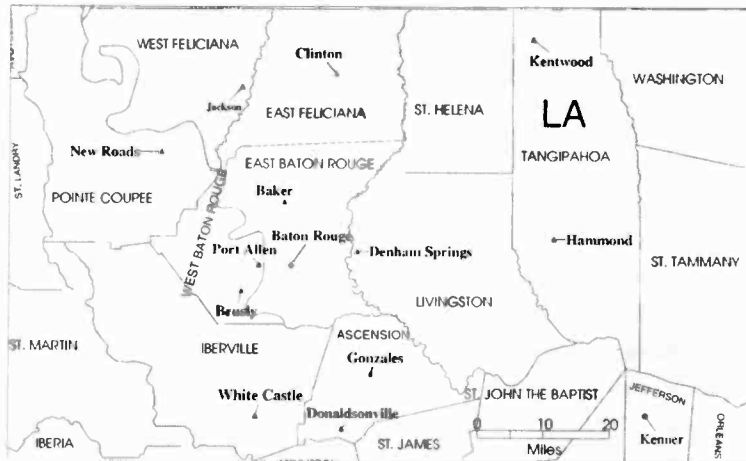 WEST FELICIANA
Clinton
Kentwood
WASHINGTON
Jackson
EAST FELICIANA
ST. HELENA
LA
New Roads
EAST BATON ROUGE
TANGIPAHOA
ST. LANDRY
POINTE COUPEE
WEST BATON ROUGE
Baker
Port Allen
Baton Rouge
Denham Springs
Hammond
ST. TAMMANY
Brusly
LIVINGSTON
ST. MARTIN
IBERVILLE
ASCENSION
Gonzales
White Castle
ST. JOHN THE BAPTIST
JEFFERSON
Donaldsonville
0 10 20
Miles
Kenner
ORLEANS
IBERIA
ST. JAMES